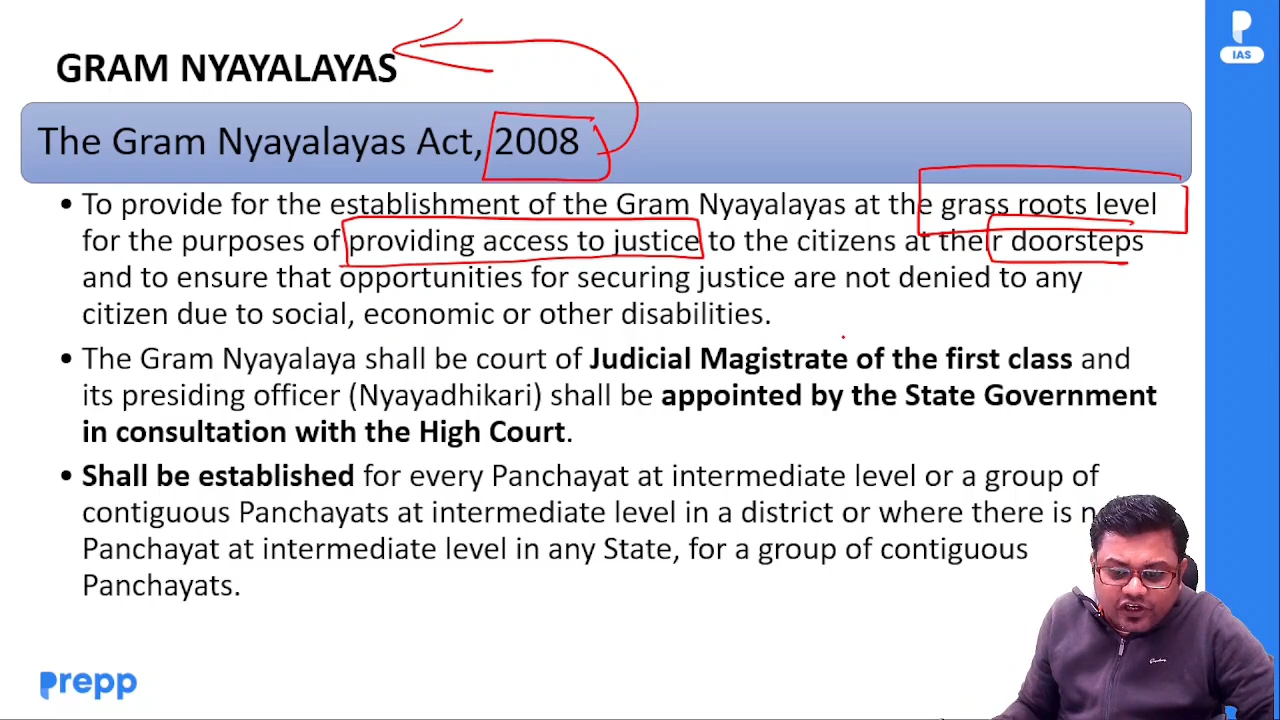 GRAM NYAYALAYAS
IAS
The Gram Nyayalayas Act, 2008
• To provide for the establishment of the Gram Nyayalayas at the grass roots level
for the purposes of providing access to justice to the citizens at the r doorsteps
and to ensure that opportunities for securing justice are not denied to any
citizen due to social, economic or other disabilities.
• The Gram Nyayalaya shall be court of Judicial Magistrate of the first class and
its presiding officer (Nyayadhikari) shall be appointed by the State Government
in consultation with the High Court.
• Shall be established for every Panchayat at intermediate level or a group of
contiguous Panchayats at intermediate level in a district or where there is
Panchayat at intermediate level in any State, for a group of contiguous
Panchayats.
Prepp